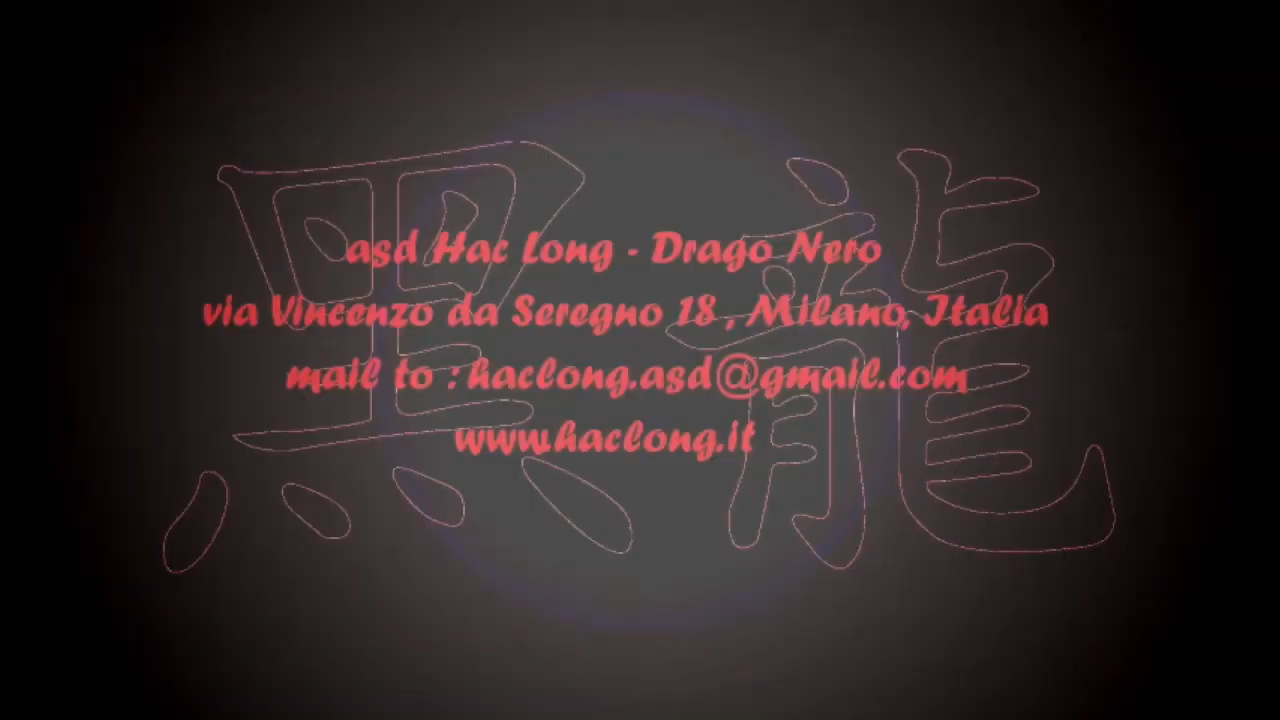 黑龍
asd Hac Long - Drago Nero
via Vincenzo da Seregno 18 , Milano, Italia
mail to : haclong.asd@gmail.com
www.haclong.it